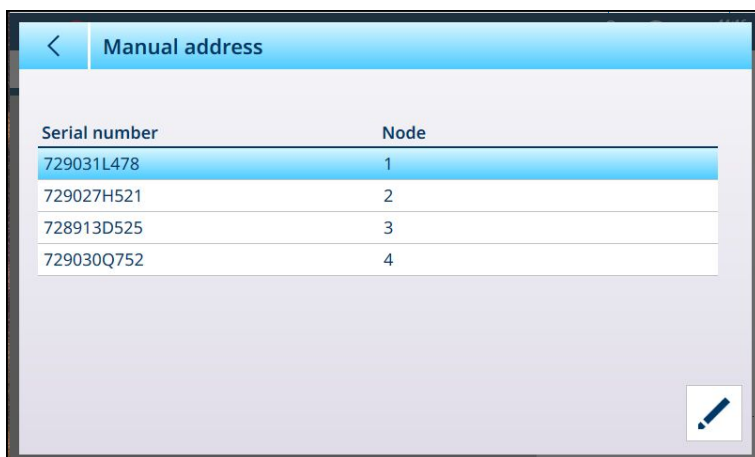 Manual address
Serial number Node
729031L478 1
729027H521 2
728913D525 3
729030Q752 4